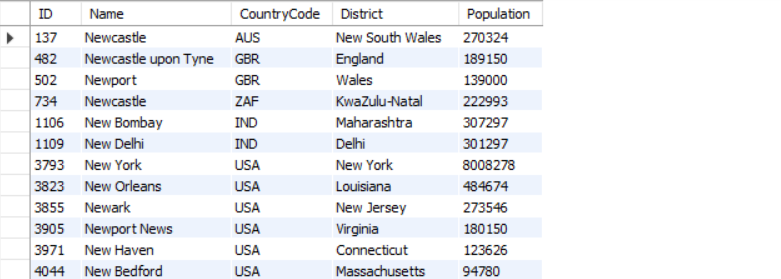 ID Name CountryCode District Population
137 Newcastle AUS New South Wales 270324
482 Newcastle upon Tyne GBR England 189150
502 Newport GBR Wales 139000
734 Newcastle ZAF KwaZulu-Natal 222993
1106 New Bombay IND Maharashtra 307297
1109 New Delhi IND Delhi 301297
3793 New York USA New York 8008278
3823 New Orleans USA Louisiana 484674
3855 Newark USA New Jersey 273546
3905 Newport News USA Virginia 180150
3971 New Haven USA Connecticut 123626
4044 New Bedford USA Massachusetts 94780